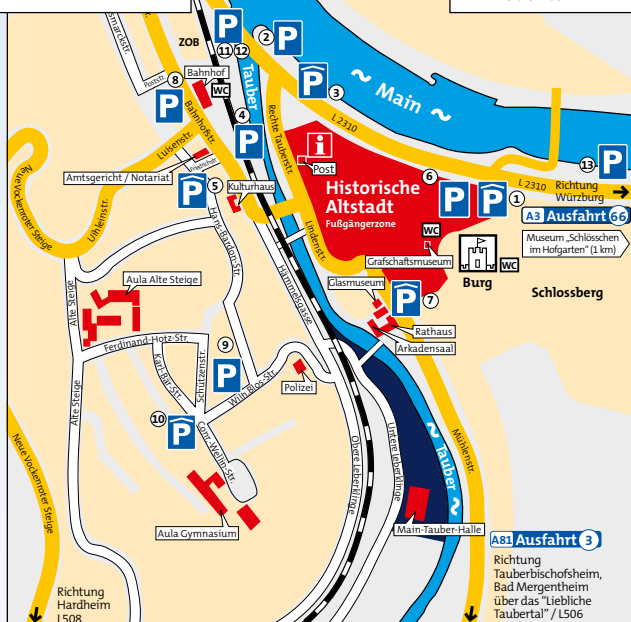 ZOB
P
11
12
2
P
P
3
Main
L 2310
8
Bahnhof
WC
Poststr.
P
Bahnhofstr.
Tauber
4
P
Rechte Tauberstr.
i
Post
Luisenstr.
Friedrichstr.
Amtsgericht / Notariat
P
5
Kulturhaus
Historische
Altstadt
Fußgängerzone
6
P
P
1
L 2310
13
P
Richtung
Würzburg
A3 Ausfahrt 66
Museum „Schlösschen
im Hofgarten“ (1 km)
Neue Vockenroter Steige
Uihleinstr.
Hans-Bardon-Str.
Lindenstr.
WC
Grafschaftsmuseum
Burg
WC
Schlossberg
Glasmuseum
P
7
Rathaus
Arkadensaal
Aula Alte Steige
Alte Steige
Hämmelsgasse
Ferdinand-Hotz-Str.
Karl-Bär-Str.
Schützenstr.
9
P
Wilh.Blos-Str.
Polizei
Alte Steige
10
P
Conr.-Wellin-Str.
Obere Leberklinge
Untere Leberklinge
Mühlenstr.
Tauber
Neue Vockenroter Steige
Aula Gymnasium
Main-Tauber-Halle
A81 Ausfahrt 3
Richtung
Tauberbischofsheim,
Bad Mergentheim
über das "Liebliche
Taubertal" / L506
Richtung
Hardheim
L508